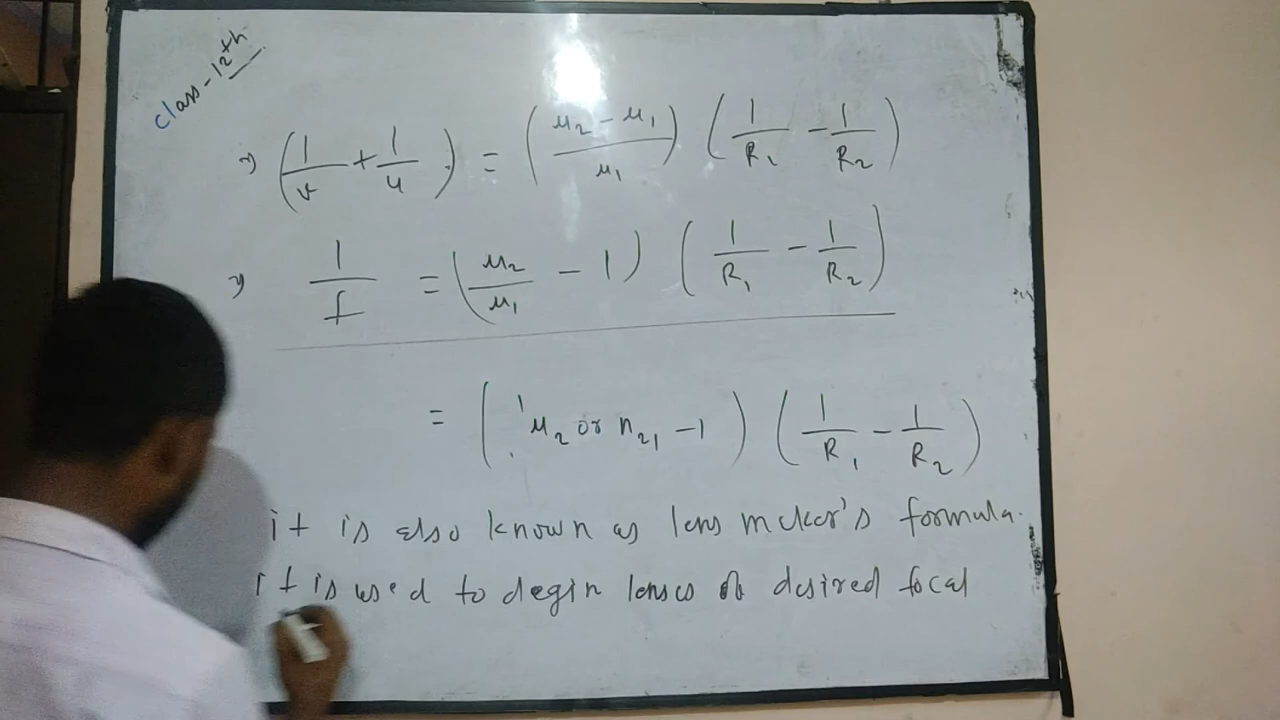 class-12th
⇒ (1/v + 1/u) = ((μ₂ - μ₁)/μ₁) (1/R₁ - 1/R₂)
⇒ 1/f = (μ₂/μ₁ - 1) (1/R₁ - 1/R₂)
= (¹μ₂ or n₂₁ - 1) (1/R₁ - 1/R₂)
it is also known as lens mcker's formula.
it is used to degin lenses of desired focal